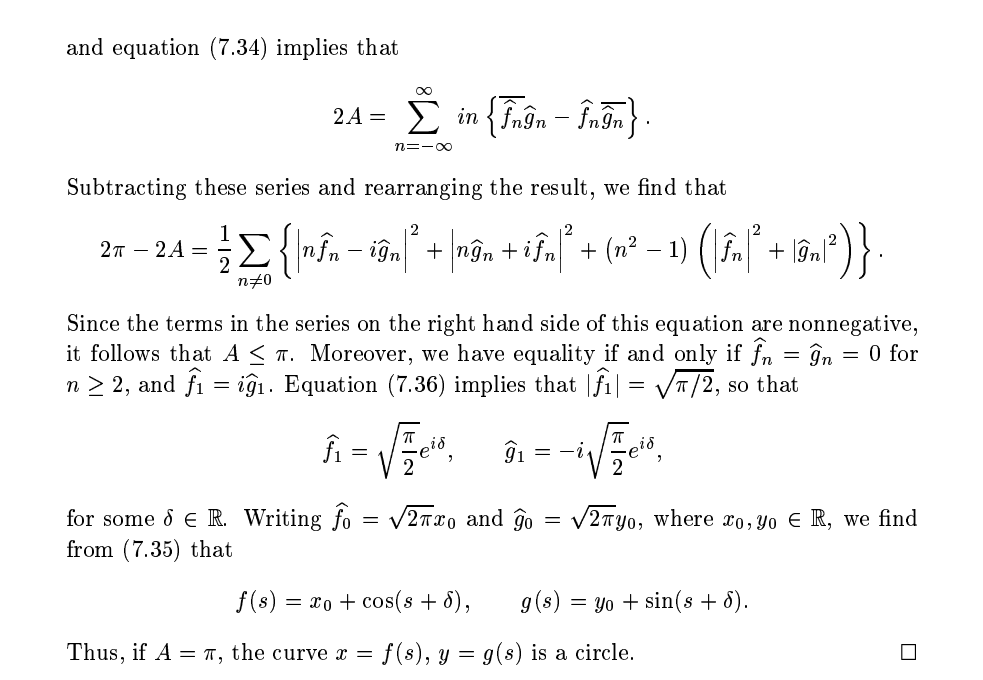 and equation (7.34) implies that
$$2A = \sum_{n=-\infty}^{\infty} in \left\{ \overline{\widehat{f}_n} \widehat{g}_n - \widehat{f}_n \overline{\widehat{g}_n} \right\}.$$
Subtracting these series and rearranging the result, we find that
$$2\pi - 2A = \frac{1}{2} \sum_{n \neq 0} \left\{ \left| n\widehat{f}_n - i\widehat{g}_n \right|^2 + \left| n\widehat{g}_n + i\widehat{f}_n \right|^2 + (n^2 - 1) \left( \left| \widehat{f}_n \right|^2 + |\widehat{g}_n|^2 \right) \right\}.$$
Since the terms in the series on the right hand side of this equation are nonnegative,
it follows that $A \leq \pi$. Moreover, we have equality if and only if $\widehat{f}_n = \widehat{g}_n = 0$ for
$n \geq 2$, and $\widehat{f}_1 = i\widehat{g}_1$. Equation (7.36) implies that $|\widehat{f}_1| = \sqrt{\pi/2}$, so that
$$\widehat{f}_1 = \sqrt{\frac{\pi}{2}} e^{i\delta}, \qquad \widehat{g}_1 = -i\sqrt{\frac{\pi}{2}} e^{i\delta},$$
for some $\delta \in \mathbb{R}$. Writing $\widehat{f}_0 = \sqrt{2\pi} x_0$ and $\widehat{g}_0 = \sqrt{2\pi} y_0$, where $x_0, y_0 \in \mathbb{R}$, we find
from (7.35) that
$$f(s) = x_0 + \cos(s + \delta), \qquad g(s) = y_0 + \sin(s + \delta).$$
Thus, if $A = \pi$, the curve $x = f(s)$, $y = g(s)$ is a circle. □